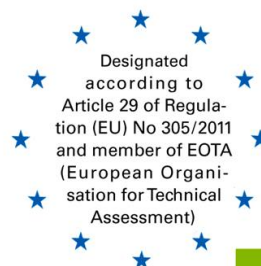 Designated
according to
Article 29 of Regula-
tion (EU) No 305/2011
and member of EOTA
(European Organi-
sation for Technical
Assessment)